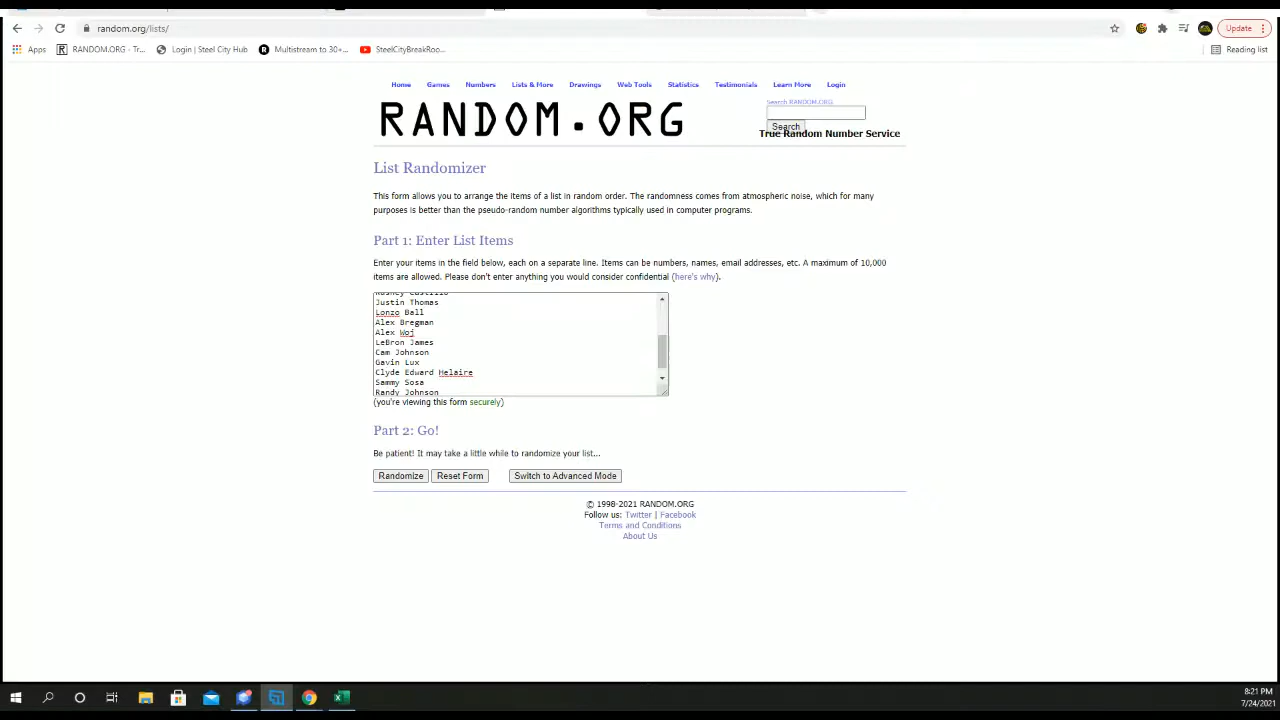 random.org/lists/
Update
Apps
RANDOM.ORG - Tr...
Login | Steel City Hub
Multistream to 30+...
SteelCityBreakRoo...
Reading list
Home Games Numbers Lists & More Drawings Web Tools Statistics Testimonials Learn More Login
RANDOM.ORG
Search RANDOM.ORG
Search
True Random Number Service
List Randomizer
This form allows you to arrange the items of a list in random order. The randomness comes from atmospheric noise, which for many
purposes is better than the pseudo-random number algorithms typically used in computer programs.
Part 1: Enter List Items
Enter your items in the field below, each on a separate line. Items can be numbers, names, email addresses, etc. A maximum of 10,000
items are allowed. Please don't enter anything you would consider confidential (here's why).
Justin Thomas
Lonzo Ball
Alex Bregman
Alex Woj
LeBron James
Cam Johnson
Gavin Lux
Clyde Edward Helaire
Sammy Sosa
Randy Johnson
(you're viewing this form securely)
Part 2: Go!
Be patient! It may take a little while to randomize your list...
Randomize Reset Form Switch to Advanced Mode
© 1998-2021 RANDOM.ORG
Follow us: Twitter | Facebook
Terms and Conditions
About Us
8:21 PM
7/24/2021